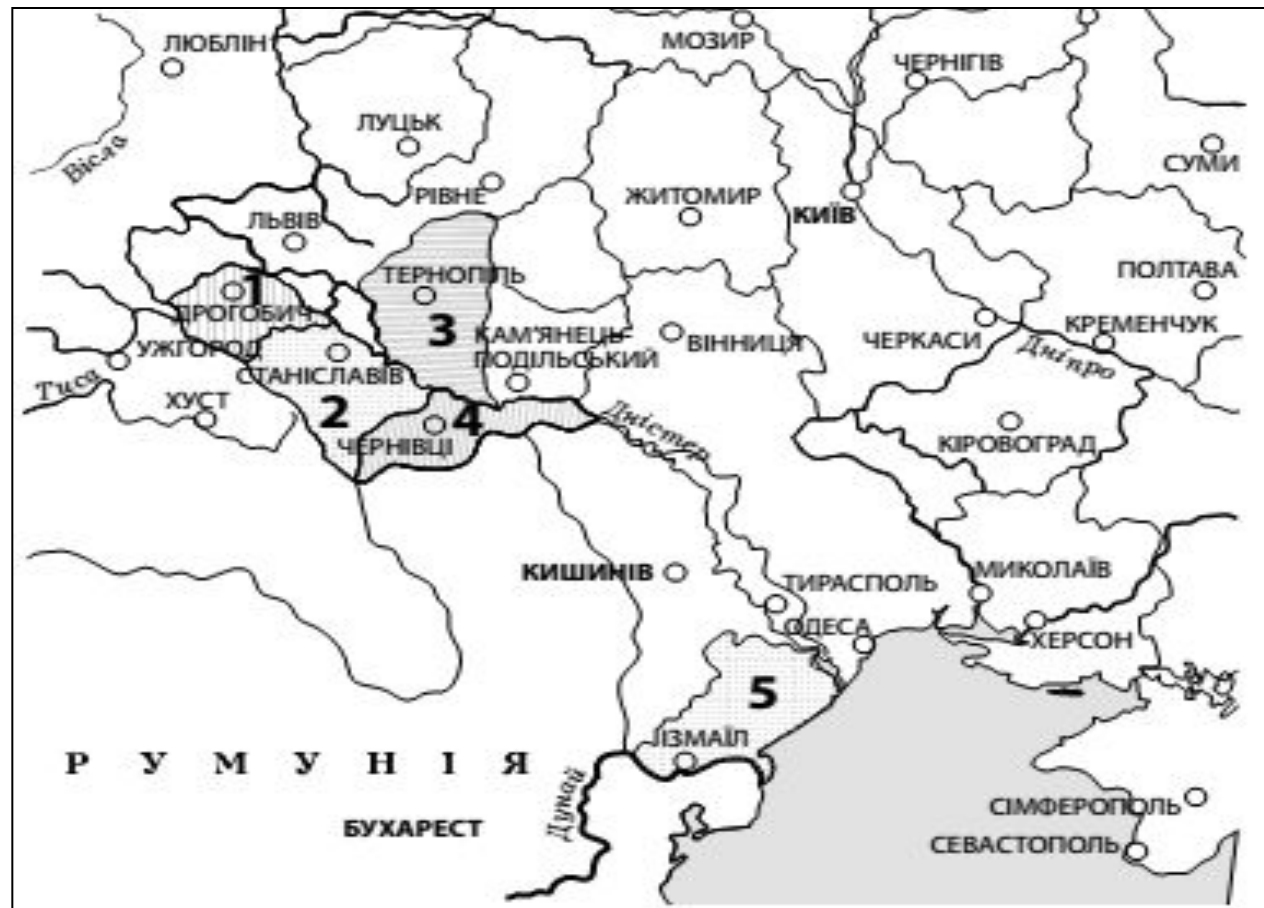 МОЗИР
ЛЮБЛІН
ЧЕРНІГІВ
ЛУЦЬК
Вісла
СУМИ
РІВНЕ
ЖИТОМИР
КИЇВ
ЛЬВІВ
ПОЛТАВА
ТЕРНОПІЛЬ
1
ДРОГОБИЧ
3
КАМ'ЯНЕЦЬ-
ПОДІЛЬСЬКИЙ
ВІННИЦЯ
ЧЕРКАСИ
КРЕМЕНЧУК
УЖГОРОД
Дніпро
СТАНІСЛАВІВ
Тиса
ХУСТ
2
4
Дністер
ЧЕРНІВЦІ
КІРОВОГРАД
КИШИНІВ
ТИРАСПОЛЬ
МИКОЛАЇВ
ОДЕСА
ХЕРСОН
5
ІЗМАЇЛ
РУМУНІЯ
Дунай
СІМФЕРОПОЛЬ
БУХАРЕСТ
СЕВАСТОПОЛЬ